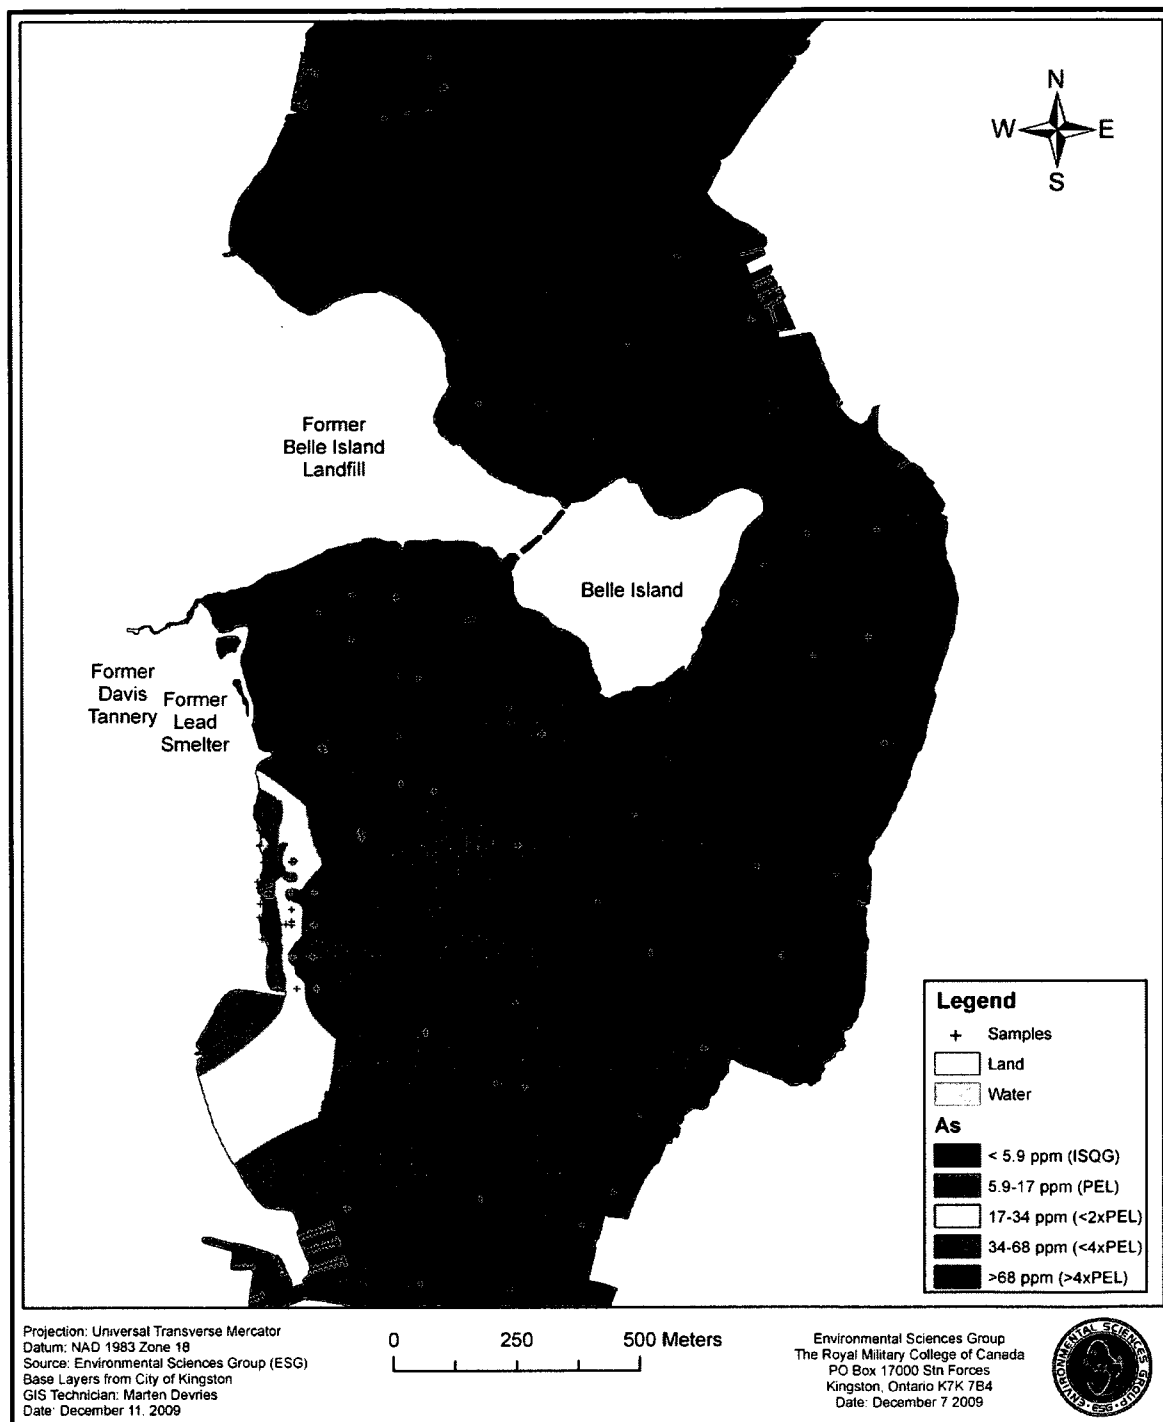 N
W E
S
Former
Belle Island
Landfill
Belle Island
Former
Davis
Tannery
Former
Lead
Smelter
Legend
Samples
Land
Water
As
< 5.9 ppm (ISQG)
5.9-17 ppm (PEL)
17-34 ppm (<2xPEL)
34-68 ppm (<4xPEL)
>68 ppm (>4xPEL)
Projection: Universal Transverse Mercator
Datum: NAD 1983 Zone 18
Source: Environmental Sciences Group (ESG)
Base Layers from City of Kingston
GIS Technician: Marten Devries
Date: December 11, 2009
0 250 500 Meters
Environmental Sciences Group
The Royal Military College of Canada
PO Box 17000 Stn Forces
Kingston, Ontario K7K 7B4
Date: December 7 2009
ENVIRONMENTAL SCIENCES GROUP
ESG